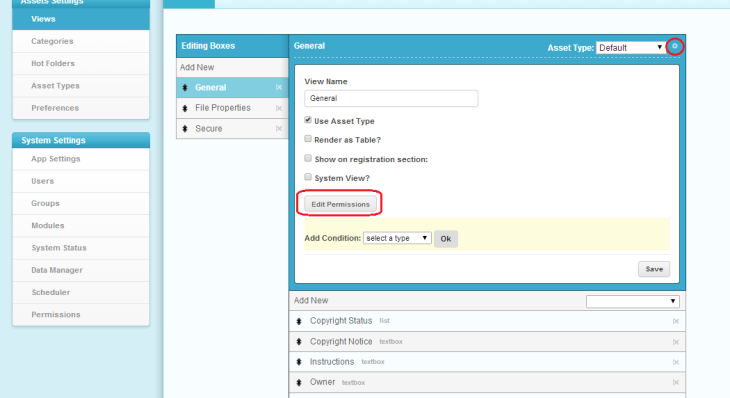 Assets Settings
Views
Categories
Hot Folders
Asset Types
Preferences
System Settings
App Settings
Users
Groups
Modules
System Status
Data Manager
Scheduler
Permissions
Editing Boxes
Add New
General
File Properties
Secure
General
Asset Type: Default
View Name
General
Use Asset Type
Render as Table?
Show on registration section:
System View?
Edit Permissions
Add Condition: select a type Ok
Save
Add New
Copyright Status list
Copyright Notice textbox
Instructions textbox
Owner textbox